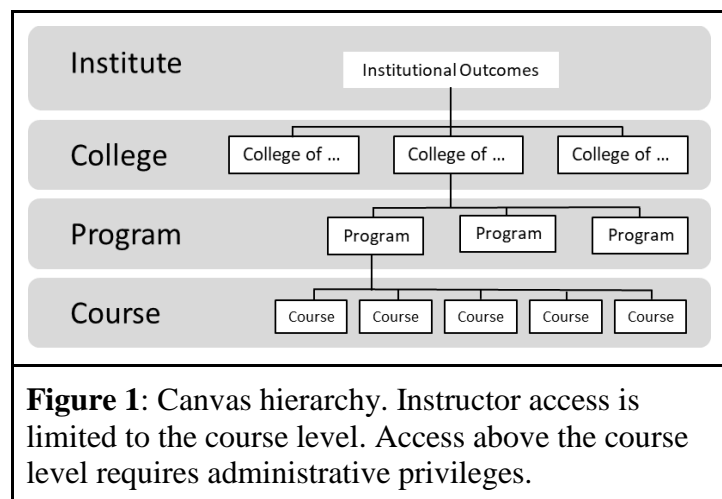 Institute
Institutional Outcomes
College
College of ... College of ... College of ...
Program
Program Program Program
Course
Course Course Course Course Course
Figure 1: Canvas hierarchy. Instructor access is
limited to the course level. Access above the course
level requires administrative privileges.